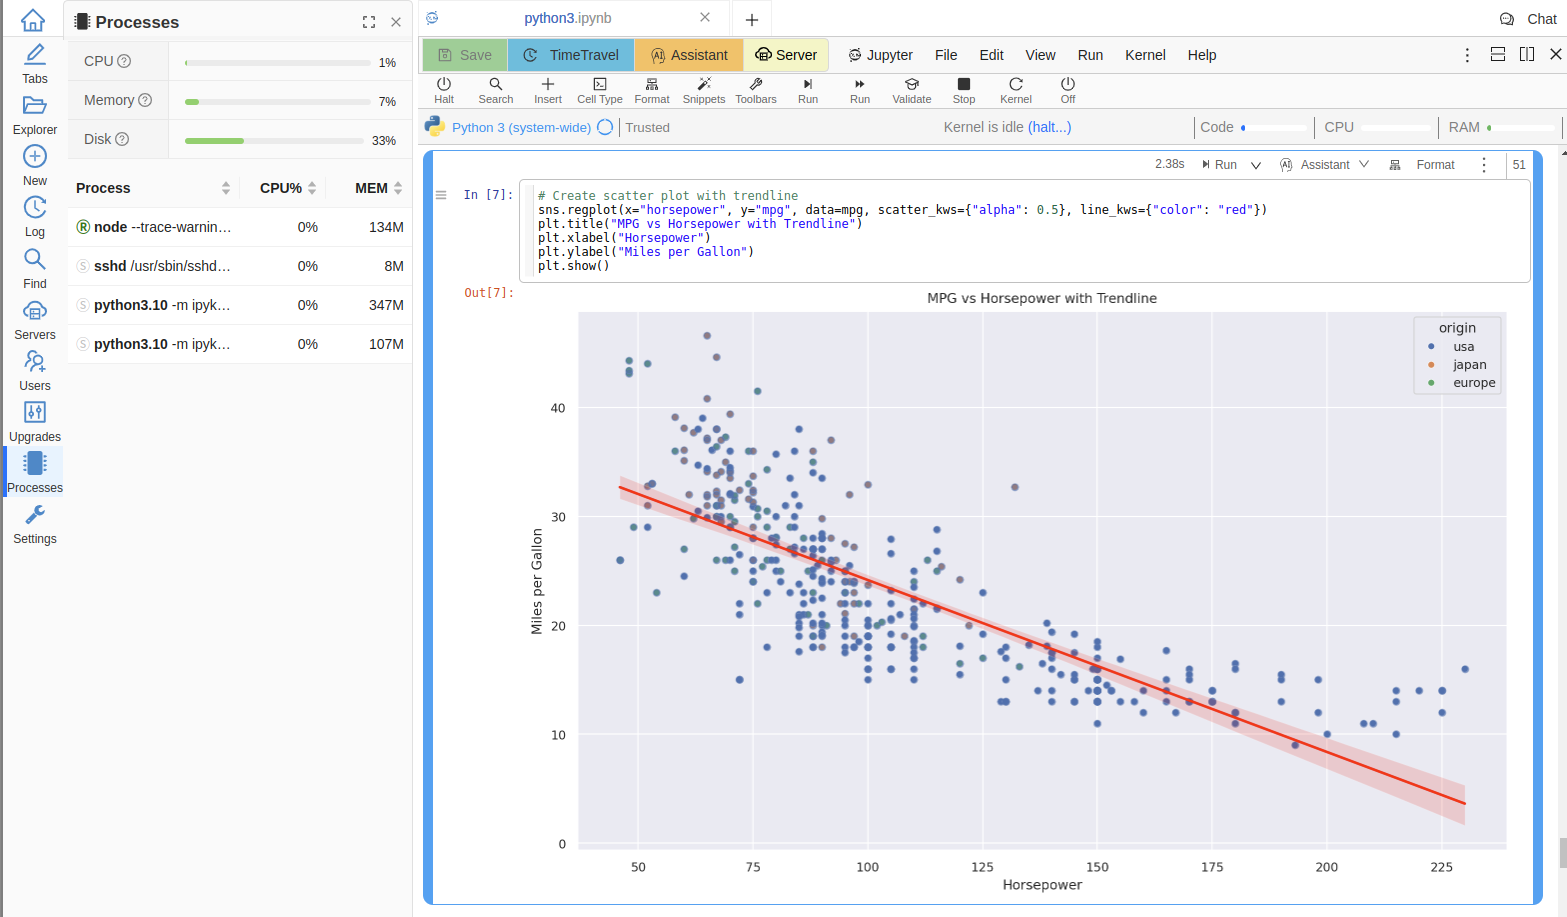 Processes
python3.ipynb
Chat
Save
TimeTravel
Assistant
Server
Jupyter
File
Edit
View
Run
Kernel
Help
Halt
Search
Insert
Cell Type
Format
Snippets
Toolbars
Run
Run
Validate
Stop
Kernel
Off
Python 3 (system-wide)
Trusted
Kernel is idle (halt...)
Code
CPU
RAM
Tabs
Explorer
New
Log
Find
Servers
Users
Upgrades
Processes
Settings
CPU
1%
Memory
7%
Disk
33%
Process CPU% MEM
R node --trace-warnin... 0% 134M
S sshd /usr/sbin/sshd... 0% 8M
S python3.10 -m ipyk... 0% 347M
S python3.10 -m ipyk... 0% 107M
2.38s
Run
AI Assistant
Format
51
In [7]:
# Create scatter plot with trendline
sns.regplot(x="horsepower", y="mpg", data=mpg, scatter_kws={"alpha": 0.5}, line_kws={"color": "red"})
plt.title("MPG vs Horsepower with Trendline")
plt.xlabel("Horsepower")
plt.ylabel("Miles per Gallon")
plt.show()
Out[7]:
MPG vs Horsepower with Trendline
origin
usa
japan
europe
Miles per Gallon
40
30
20
10
0
50 75 100 125 150 175 200 225
Horsepower